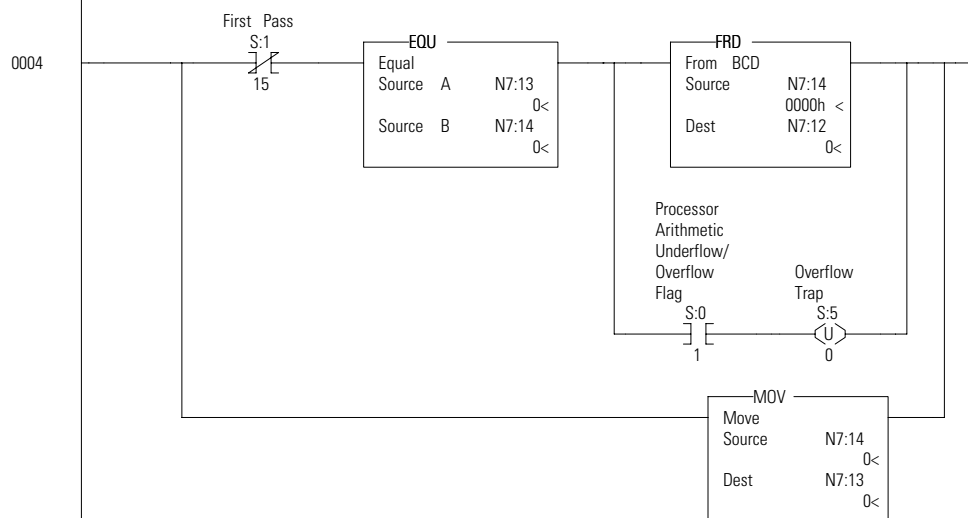 First Pass
S:1
0004
15
EQU
Equal
Source A N7:13
0<
Source B N7:14
0<
FRD
From BCD
Source N7:14
0000h <
Dest N7:12
0<
Processor
Arithmetic
Underflow/
Overflow
Flag
S:0
1
Overflow
Trap
S:5
U
0
MOV
Move
Source N7:14
0<
Dest N7:13
0<